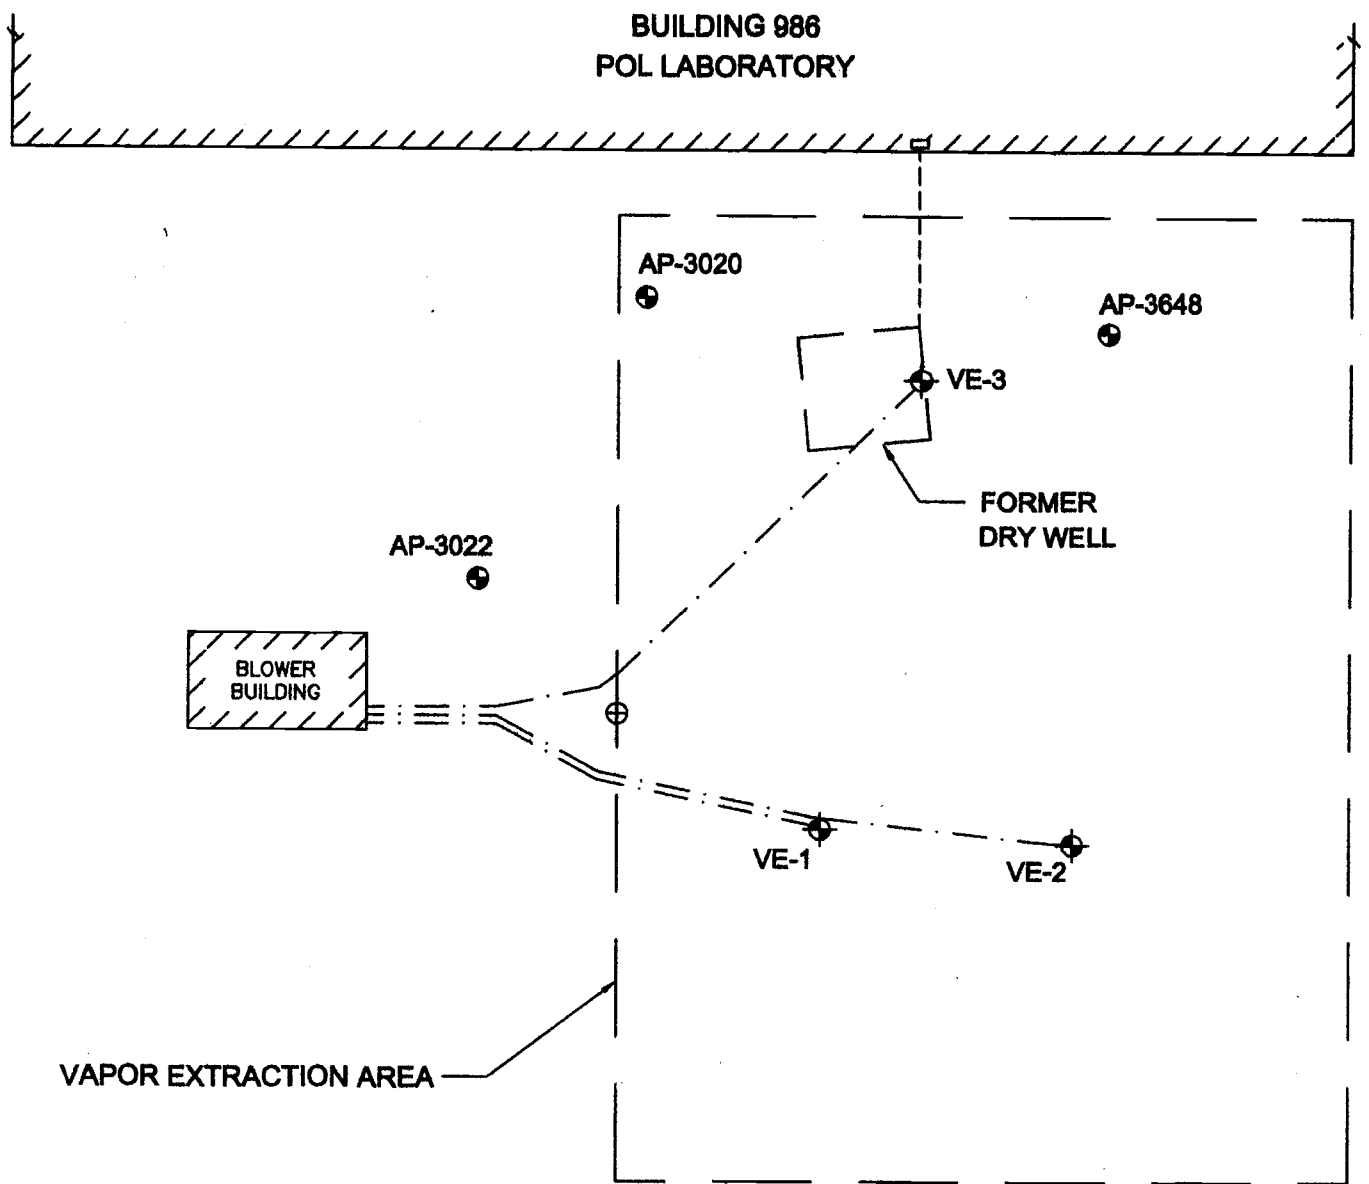 BUILDING 986
POL LABORATORY
AP-3020
AP-3648
VE-3
FORMER
DRY WELL
AP-3022
BLOWER
BUILDING
VE-1
VE-2
VAPOR EXTRACTION AREA